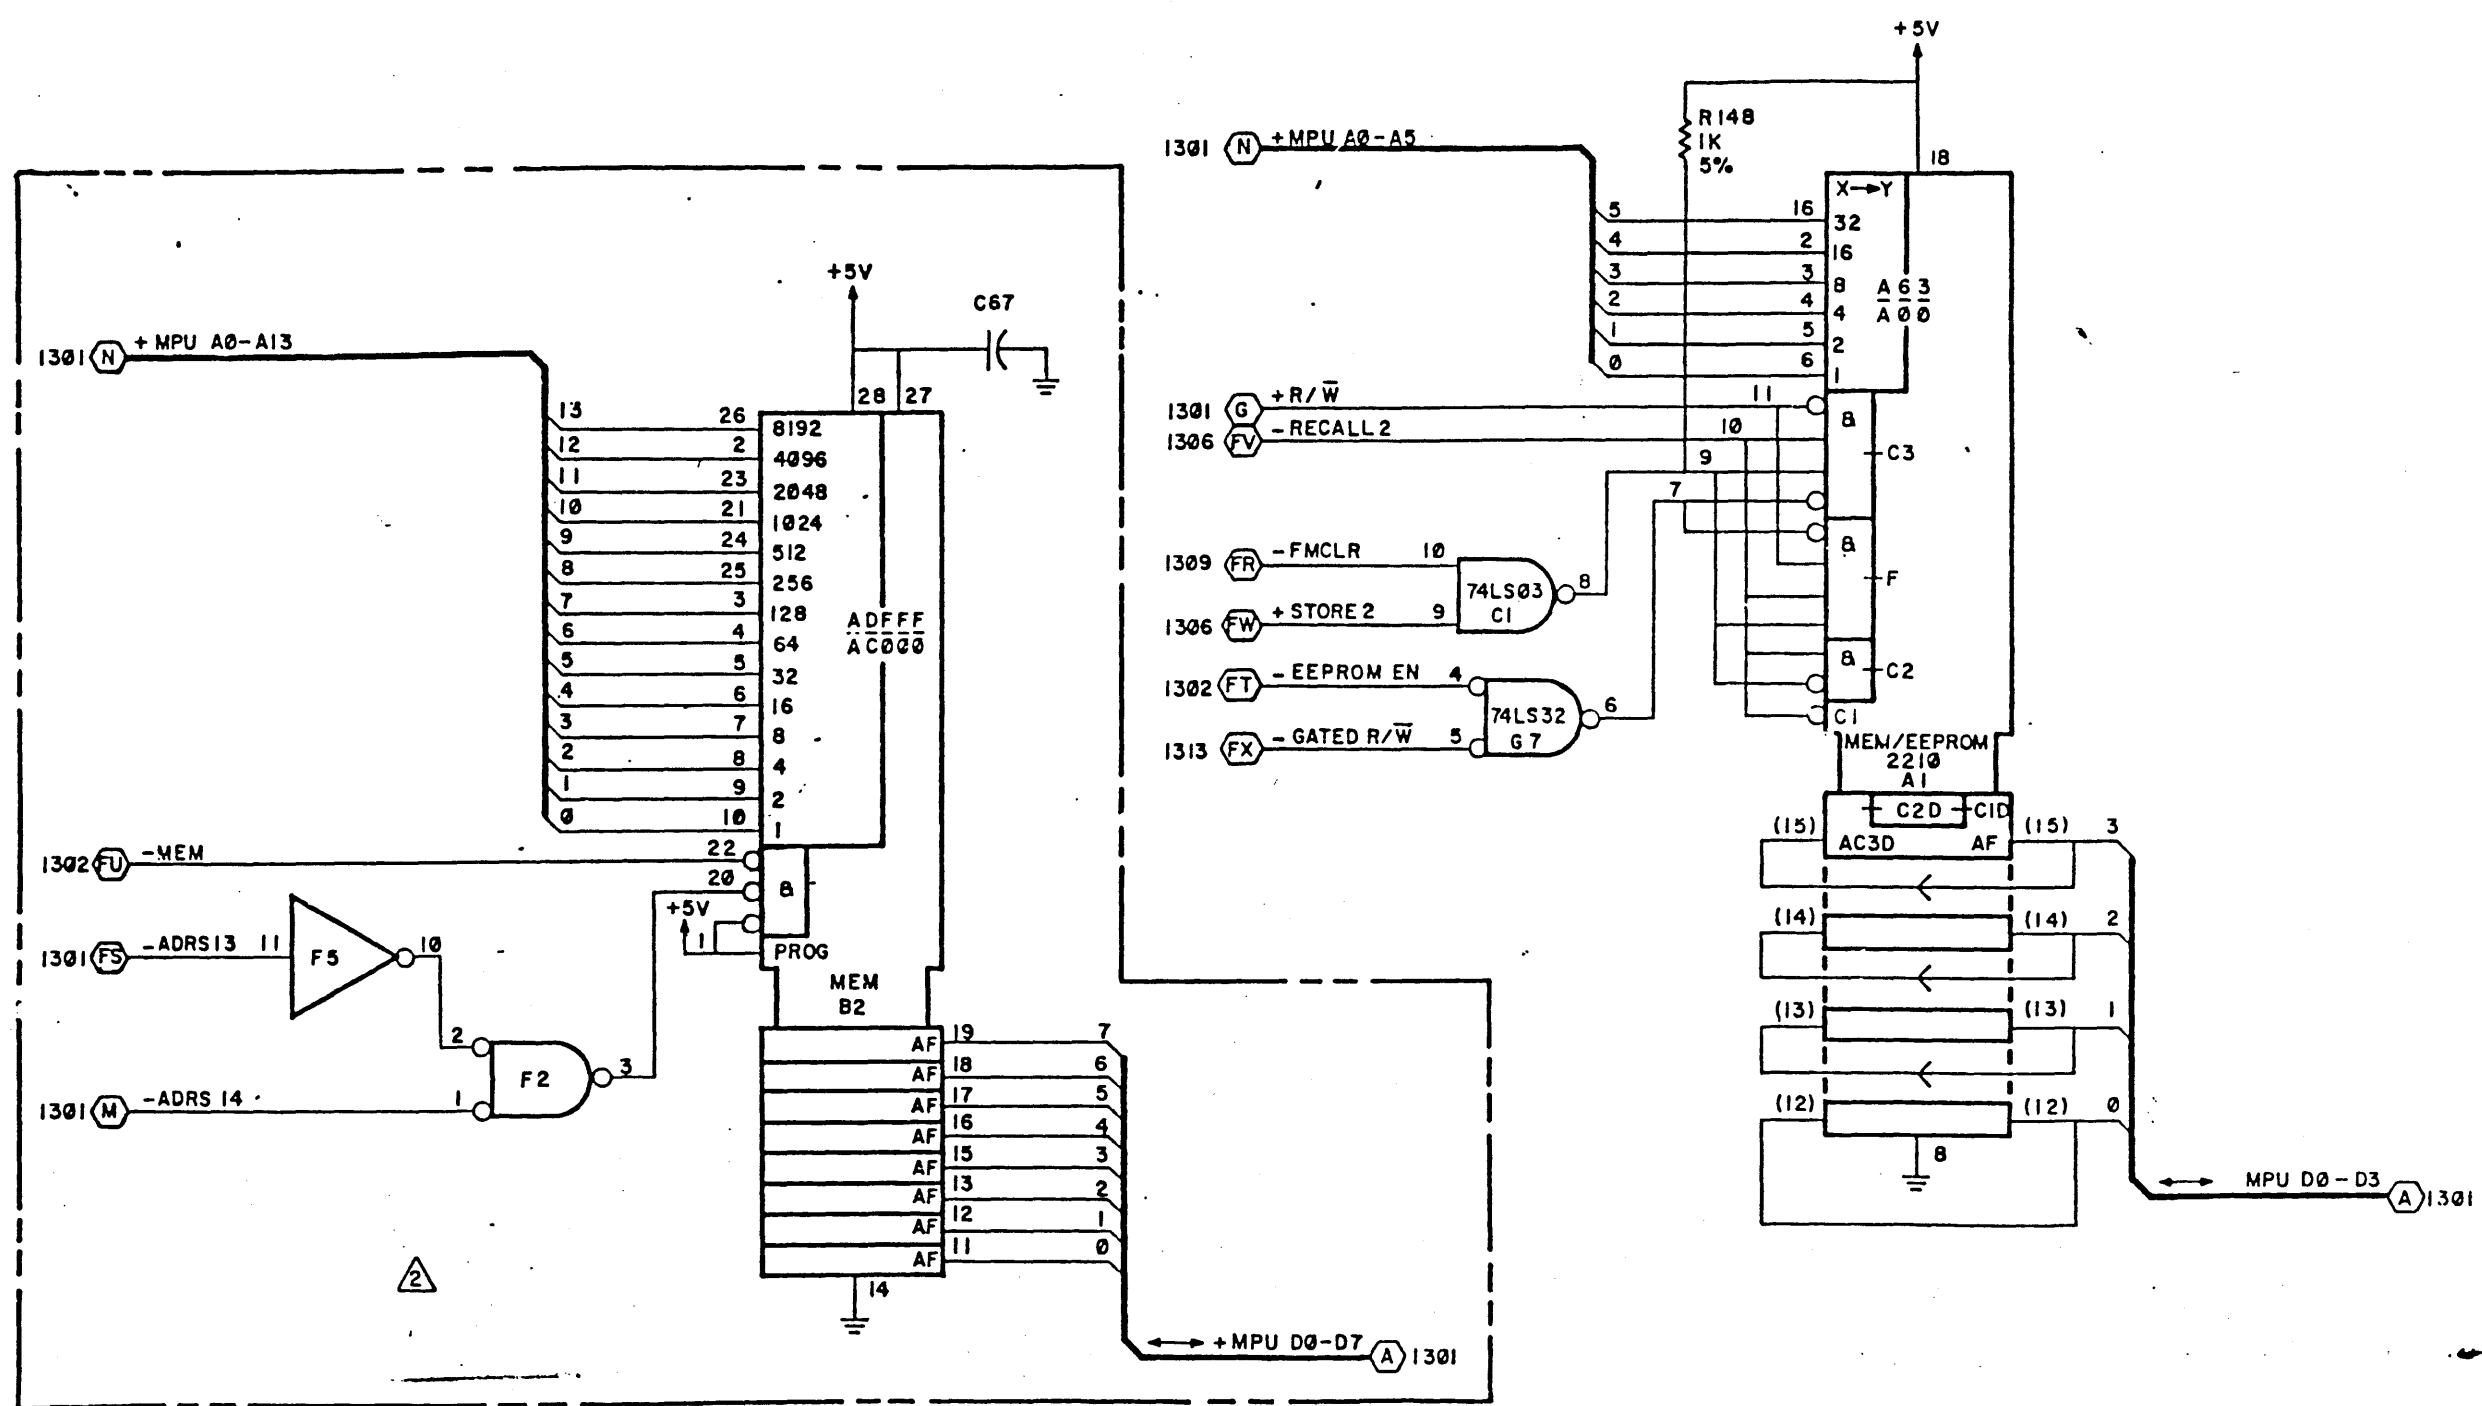 +5V
R148
1K
5%
18
1301 N +MPU A0-A5
X→Y
5 16 32
4 2 16
3 3 8
2 4 4
1 5 2
0 6 1
A63
A00
1301 G +R/W̅ 11
1306 FV -RECALL 2 10
9
7
&
C3
&
F
&
C2
C1
1309 FR -FMCLR 10
74LS03
C1
8
1306 FW +STORE 2 9
1302 FT -EEPROM EN 4
74LS32
G7
6
1313 FX -GATED R/W̅ 5
MEM/EEPROM
2210
A1
C2D C1D
(15) AC3D AF (15) 3
(14) (14) 2
(13) (13) 1
(12) (12) 0
8
MPU D0-D3 A 1301
+5V
C67
28 27
1301 N +MPU A0-A13
13 26 8192
12 2 4096
11 23 2048
10 21 1024
9 24 512
8 25 256
7 3 128
6 4 64
5 5 32
4 6 16
3 7 8
2 8 4
1 9 2
0 10 1
ADFFF
AC000
1302 FU -MEM 22
20
&
+5V
1 PROG
1301 FS -ADRS13 11 F5 10
2
F2
3
1301 M -ADRS 14 1
MEM
B2
AF 19 7
AF 18 6
AF 17 5
AF 16 4
AF 15 3
AF 13 2
AF 12 1
AF 11 0
14
2
+MPU D0-D7 A 1301